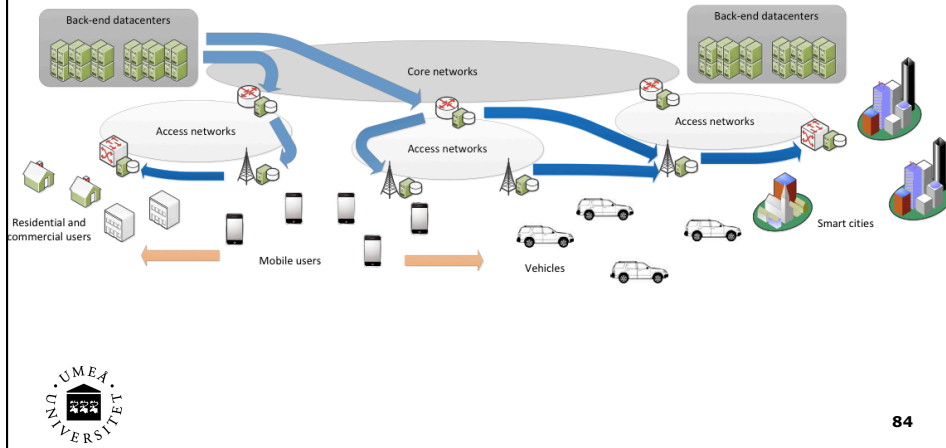 Back-end datacenters
Back-end datacenters
Core networks
Access networks
Access networks
Access networks
Residential and
commercial users
Mobile users
Vehicles
Smart cities
UMEÅ
UNIVERSITET
84